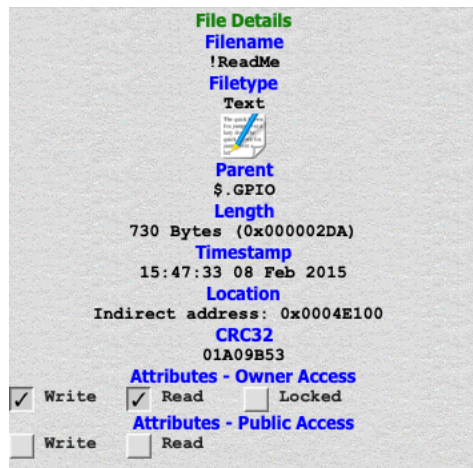 File Details
Filename
!ReadMe
Filetype
Text
Parent
$.GPIO
Length
730 Bytes (0x000002DA)
Timestamp
15:47:33 08 Feb 2015
Location
Indirect address: 0x0004E100
CRC32
01A09B53
Attributes - Owner Access
Write Read Locked
Attributes - Public Access
Write Read